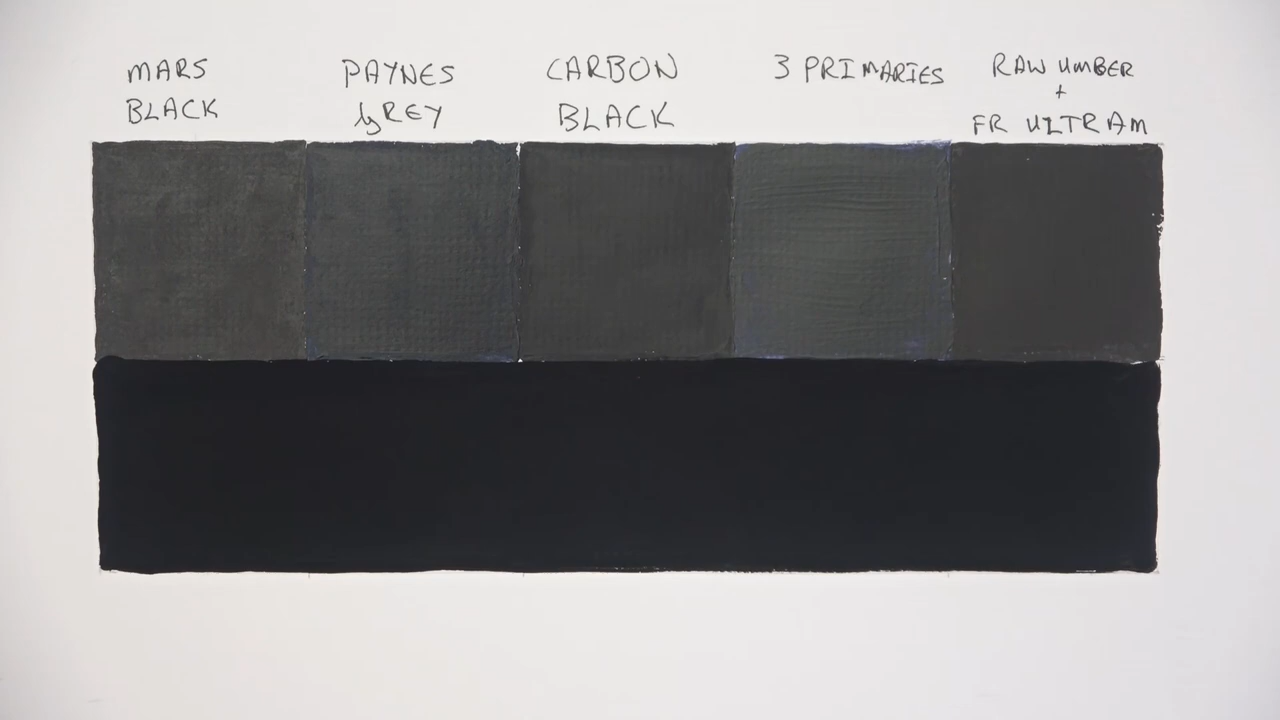 MARS
BLACK
PAYNES
GREY
CARBON
BLACK
3 PRIMARIES
RAW UMBER
+
FR ULTRAM